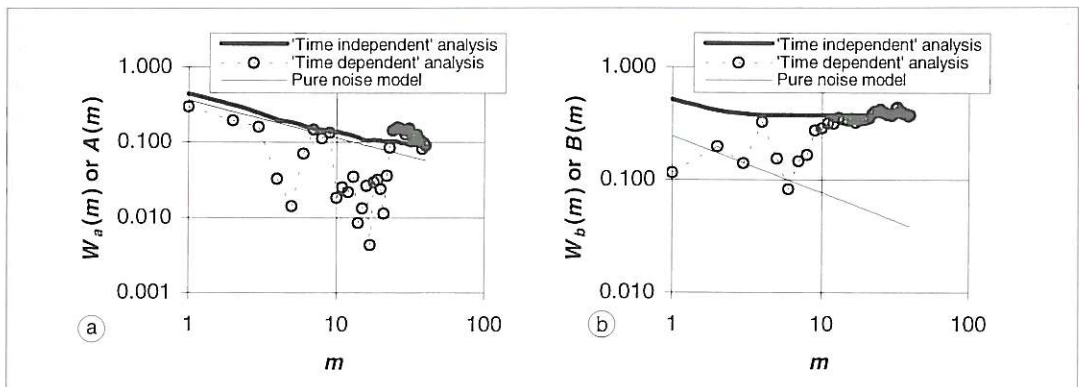 'Time independent' analysis
'Time dependent' analysis
Pure noise model
1.000
0.100
0.010
0.001
W_a(m) or A(m)
1 10 100
m
a
'Time independent' analysis
'Time dependent' analysis
Pure noise model
1.000
0.100
0.010
W_b(m) or B(m)
1 10 100
m
b